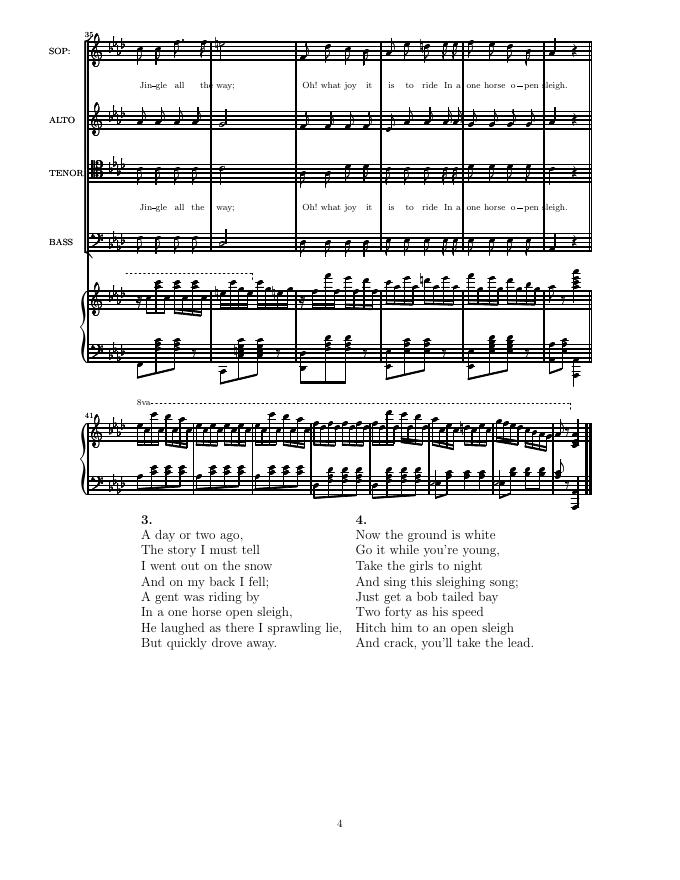 35
SOP:
Jin-gle all the way; Oh! what joy it is to ride In a one horse o-pen sleigh.
ALTO
TENOR
Jin-gle all the way; Oh! what joy it is to ride In a one horse o-pen sleigh.
BASS
8va
41
3.
A day or two ago,
The story I must tell
I went out on the snow
And on my back I fell;
A gent was riding by
In a one horse open sleigh,
He laughed as there I sprawling lie,
But quickly drove away.
4.
Now the ground is white
Go it while you're young,
Take the girls to night
And sing this sleighing song;
Just get a bob tailed bay
Two forty as his speed
Hitch him to an open sleigh
And crack, you'll take the lead.
4